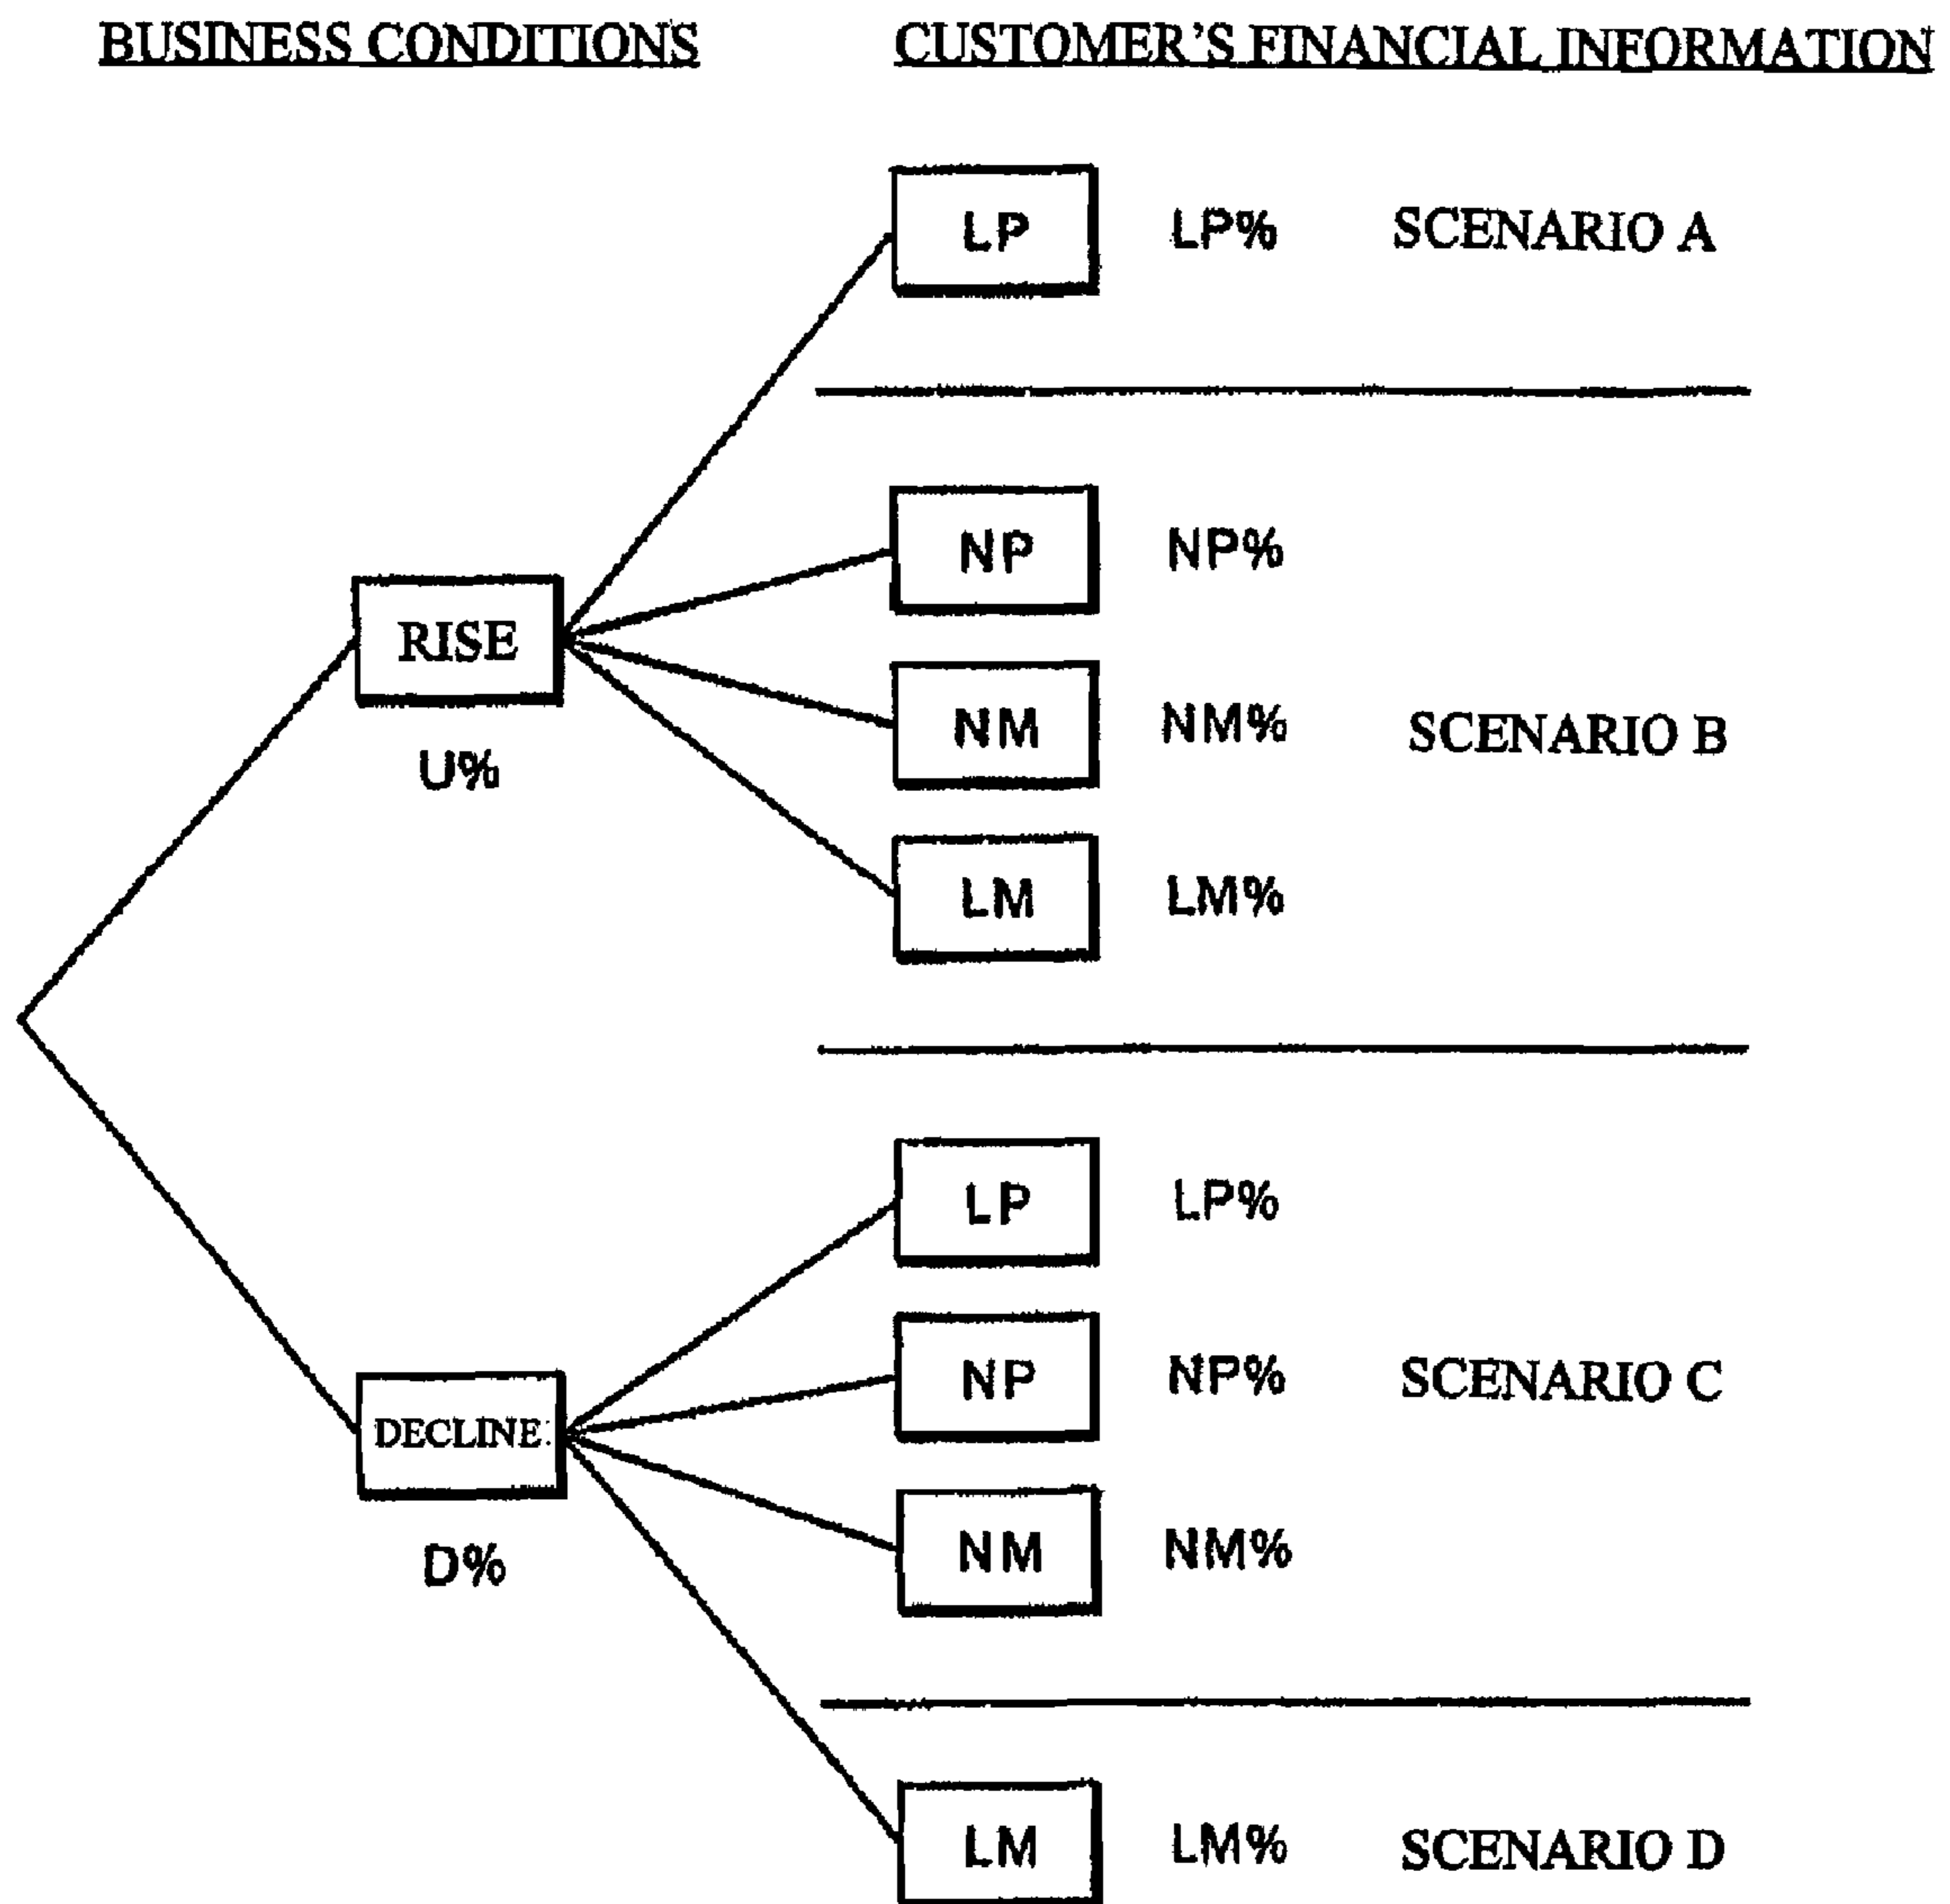 BUSINESS CONDITIONS
CUSTOMER'S FINANCIAL INFORMATION
LP LP% SCENARIO A
NP NP%
RISE
U%
NM NM% SCENARIO B
LM LM%
LP LP%
NP NP% SCENARIO C
DECLINE:
D%
NM NM%
LM LM% SCENARIO D